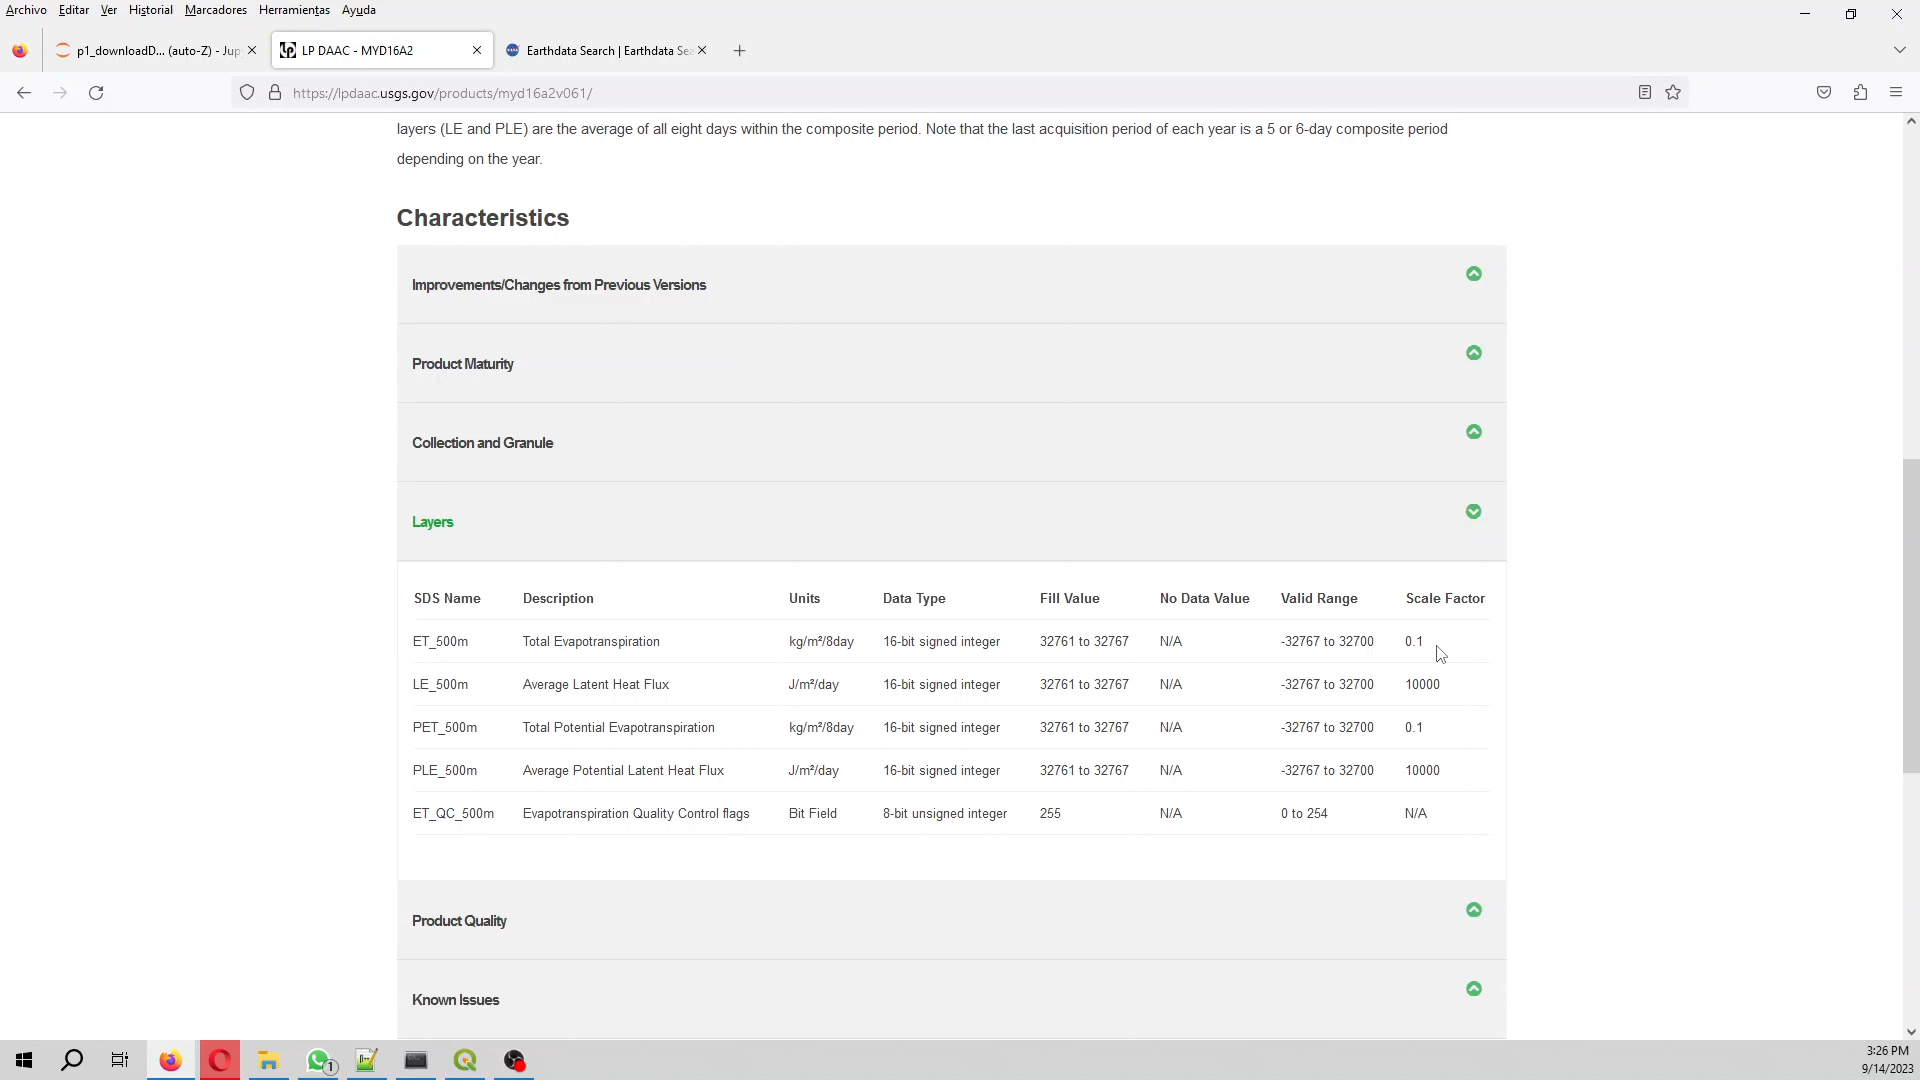 Archivo Editar Ver Historial Marcadores Herramientas Ayuda
p1_downloadD... (auto-Z) - Jup
LP DAAC - MYD16A2
Earthdata Search | Earthdata Sea
https://lpdaac.usgs.gov/products/myd16a2v061/
layers (LE and PLE) are the average of all eight days within the composite period. Note that the last acquisition period of each year is a 5 or 6-day composite period
depending on the year.
Characteristics
Improvements/Changes from Previous Versions
Product Maturity
Collection and Granule
Layers
SDS Name Description Units Data Type Fill Value No Data Value Valid Range Scale Factor
ET_500m Total Evapotranspiration kg/m²/8day 16-bit signed integer 32761 to 32767 N/A -32767 to 32700 0.1
LE_500m Average Latent Heat Flux J/m²/day 16-bit signed integer 32761 to 32767 N/A -32767 to 32700 10000
PET_500m Total Potential Evapotranspiration kg/m²/8day 16-bit signed integer 32761 to 32767 N/A -32767 to 32700 0.1
PLE_500m Average Potential Latent Heat Flux J/m²/day 16-bit signed integer 32761 to 32767 N/A -32767 to 32700 10000
ET_QC_500m Evapotranspiration Quality Control flags Bit Field 8-bit unsigned integer 255 N/A 0 to 254 N/A
Product Quality
Known Issues
1
3:26 PM
9/14/2023